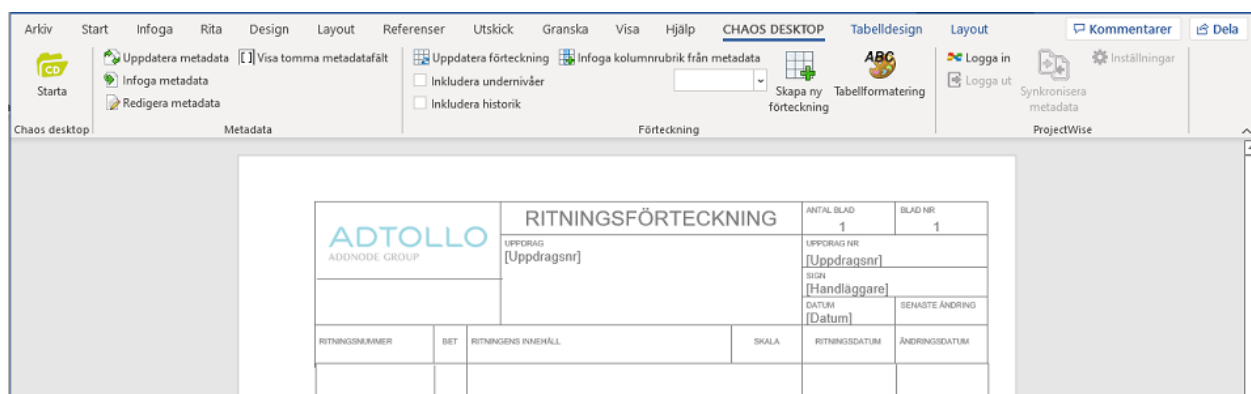 Arkiv Start Infoga Rita Design Layout Referenser Utskick Granska Visa Hjälp CHAOS DESKTOP Tabelldesign Layout Kommentarer Dela
CD
Starta
Chaos desktop
Uppdatera metadata [ ] Visa tomma metadatafält
Infoga metadata
Redigera metadata
Metadata
Uppdatera förteckning Infoga kolumnrubrik från metadata
Inkludera undernivåer
Inkludera historik
Skapa ny
förteckning
ABC
Tabellformatering
Förteckning
Logga in
Logga ut
Synkronisera
metadata
Inställningar
ProjectWise
ADTOLLO
ADDNODE GROUP
RITNINGSFÖRTECKNING
ANTAL BLAD
1
BLAD NR
1
UPPDRAG
[Uppdragsnr]
UPPDRAG NR
[Uppdragsnr]
SIGN
[Handläggare]
DATUM
[Datum]
SENASTE ÄNDRING
RITNINGSNUMMER BET RITNINGENS INNEHÅLL SKALA RITNINGSDATUM ÄNDRINGSDATUM